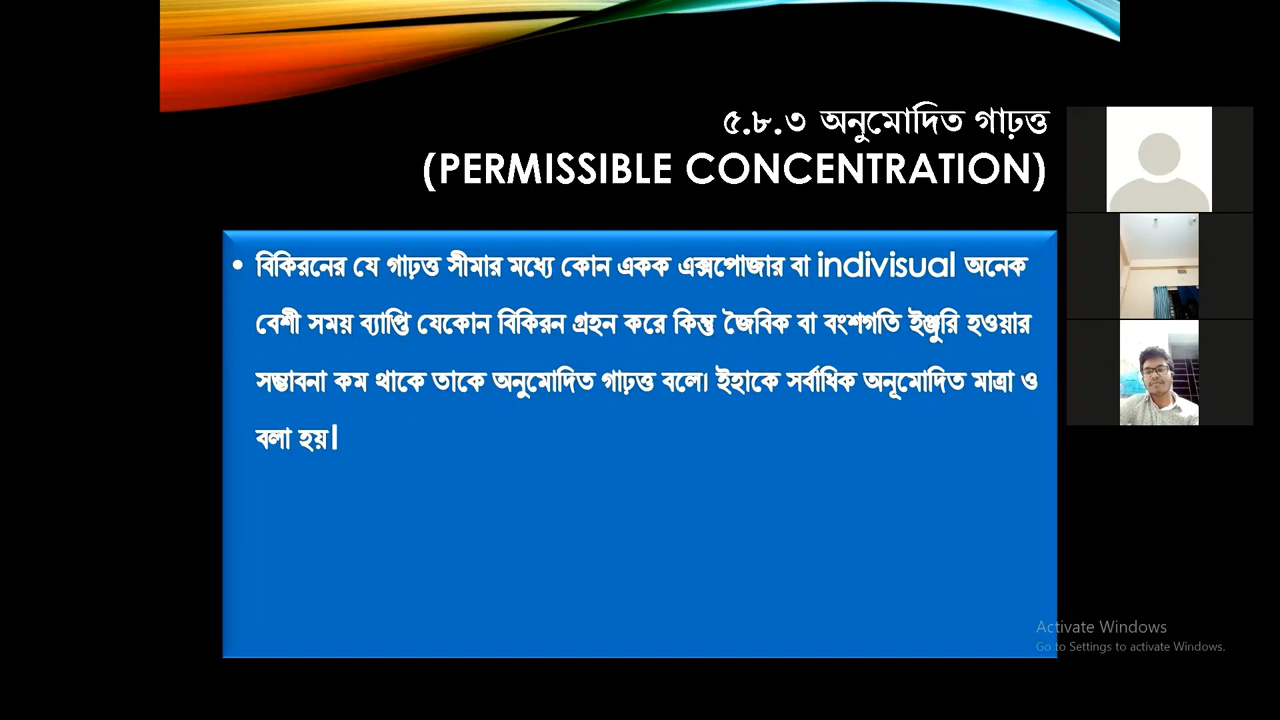 ৫.৮.৩ অনুমোদিত গাঢ়ত্ত
(PERMISSIBLE CONCENTRATION)
• বিকিরনের যে গাঢ়ত্ত সীমার মধ্যে কোন একক এক্সপোজার বা indivisual অনেক
বেশী সময় ব্যাপ্তি যেকোন বিকিরন গ্রহন করে কিন্তু জৈবিক বা বংশগতি ইঞ্জুরি হওয়ার
সম্ভাবনা কম থাকে তাকে অনুমোদিত গাঢ়ত্ত বলে। ইহাকে সর্বাধিক অনূমোদিত মাত্রা ও
বলা হয়।
Activate Windows
Go to Settings to activate Windows.